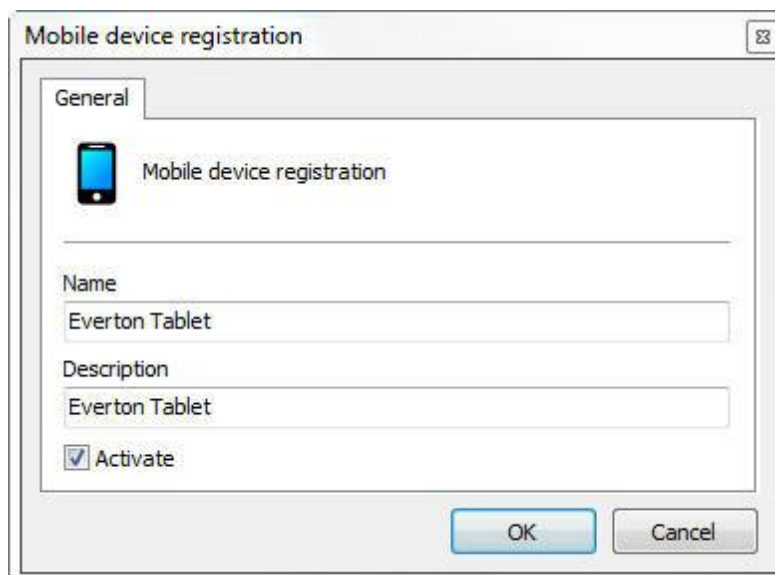 Mobile device registration
General
Mobile device registration
Name
Everton Tablet
Description
Everton Tablet
Activate
OK Cancel